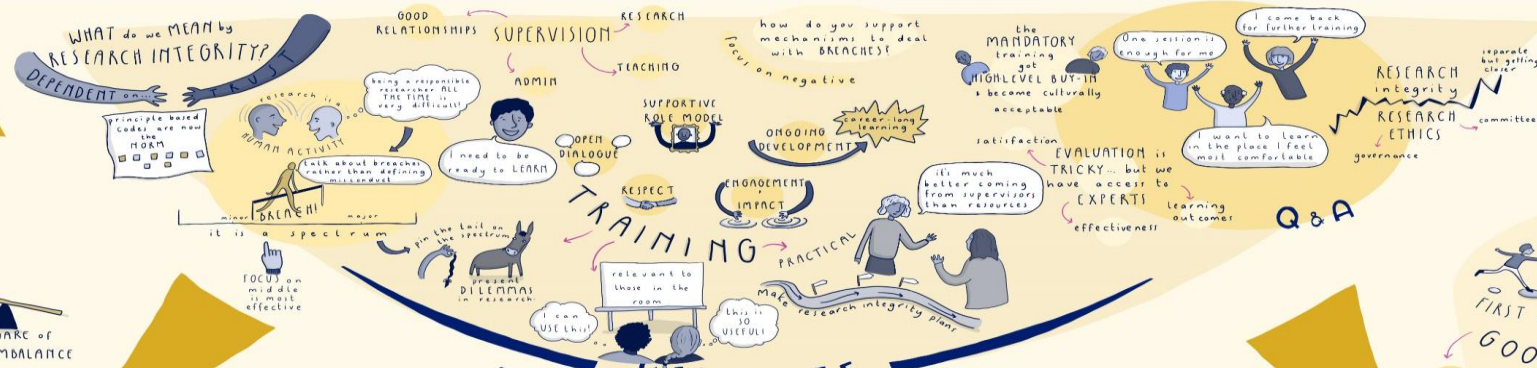 WHAT do we MEAN by
RESEARCH INTEGRITY?
DEPENDENT on...
TRUST
principle based
codes are now
the
NORM
research is a
HUMAN ACTIVITY
being a responsible
researcher ALL
THE TIME is
very difficult!
talk about breaches
rather than defining
misconduct
minor
BREACH!
major
it is a spectrum
FOCUS on
middle
is most
effective
pin the tail on
the spectrum
present
DILEMMAS
in research.
GOOD
RELATIONSHIPS
SUPERVISION
RESEARCH
TEACHING
ADMIN
I need to be
ready to LEARN
OPEN
DIALOGUE
SUPPORTIVE
ROLE MODEL
RESPECT
ENGAGEMENT
+
IMPACT
ONGOING
DEVELOPMENT
career-long
learning
how do you support
mechanisms to deal
with BREACHES?
focus on negative
TRAINING
relevant to
those in the
room
I can
USE this!
this is
SO
USEFUL!
PRACTICAL
Make research integrity plans
it's much
better coming
from supervisors
than resources
the
MANDATORY
training
got
HIGHLEVEL BUY-IN
& became culturally
acceptable
One session is
enough for me
I come back
for further training
I want to learn
in the place I feel
most comfortable
satisfaction
EVALUATION is
TRICKY... but we
have access to
EXPERTS
learning
outcomes
effectiveness
Q & A
RESEARCH
integrity
RESEARCH
ETHICS
separate
but getting
closer
committee
governance
FIRST
GOO
ARE of
MBALANCE